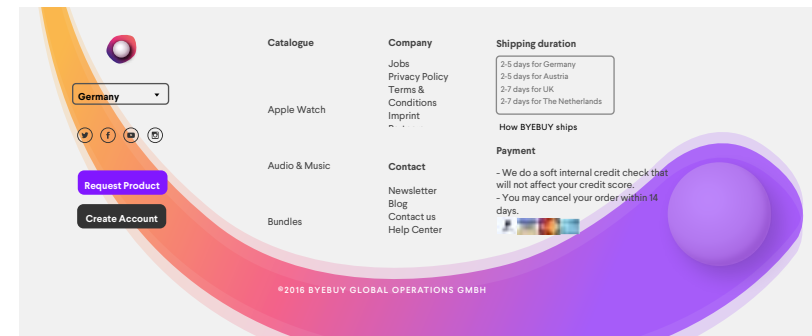 Germany
Request Product
Create Account
Catalogue
Apple Watch
Audio & Music
Bundles
Company
Jobs
Privacy Policy
Terms &
Conditions
Imprint
Contact
Newsletter
Blog
Contact us
Help Center
Shipping duration
2-5 days for Germany
2-5 days for Austria
2-7 days for UK
2-7 days for The Netherlands
How BYEBUY ships
Payment
- We do a soft internal credit check that
will not affect your credit score.
- You may cancel your order within 14
days.
©2016 BYEBUY GLOBAL OPERATIONS GMBH